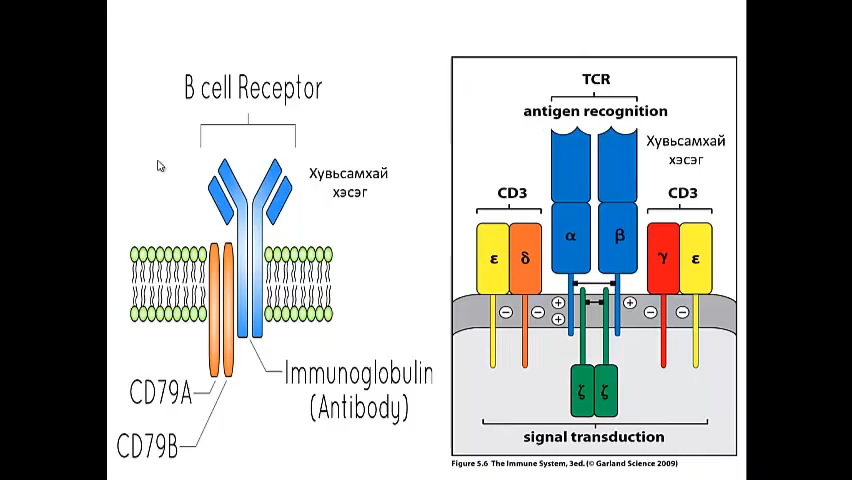 B cell Receptor
Хувьсамхай
хэсэг
CD79A
CD79B
Immunoglobulin
(Antibody)
TCR
antigen recognition
Хувьсамхай
хэсэг
CD3
CD3
ε
δ
α
β
γ
ε
+
+
+
−
−
−
−
ζ
ζ
signal transduction
Figure 5.6 The Immune System, 3ed. (© Garland Science 2009)